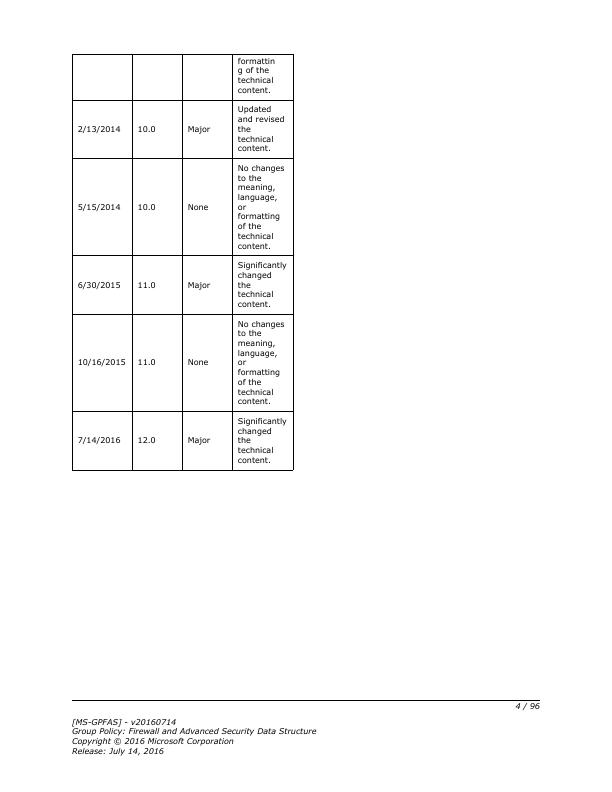 formattin
g of the
technical
content.
Updated
and revised
2/13/2014 10.0 Major the
technical
content.
No changes
to the
meaning,
language,
5/15/2014 10.0 None or
formatting
of the
technical
content.
Significantly
changed
6/30/2015 11.0 Major the
technical
content.
No changes
to the
meaning,
language,
10/16/2015 11.0 None or
formatting
of the
technical
content.
Significantly
changed
7/14/2016 12.0 Major the
technical
content.
4 / 96
[MS-GPFAS] - v20160714
Group Policy: Firewall and Advanced Security Data Structure
Copyright © 2016 Microsoft Corporation
Release: July 14, 2016